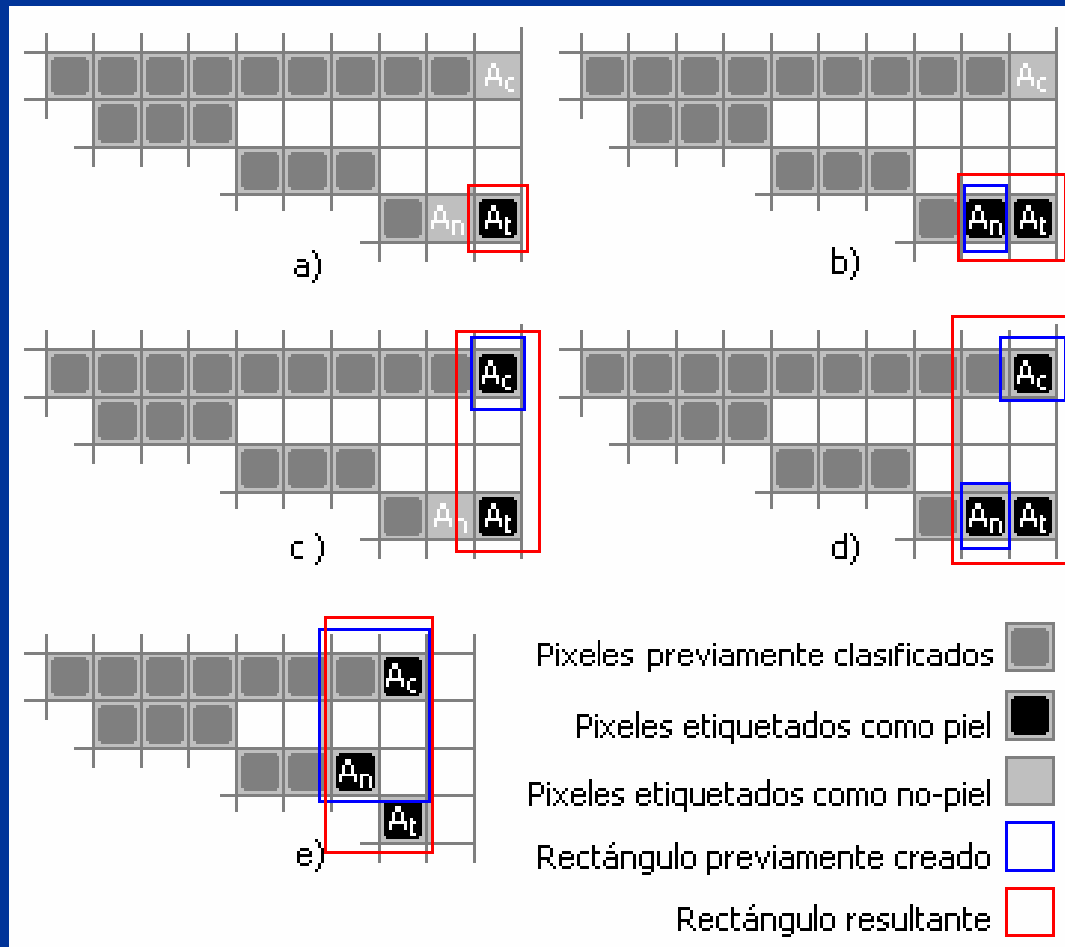 Ac
An At
a)
Ac
An At
b)
Ac
An At
c )
Ac
An At
d)
Ac
An
At
e)
Pixeles previamente clasificados
Pixeles etiquetados como piel
Pixeles etiquetados como no-piel
Rectángulo previamente creado
Rectángulo resultante